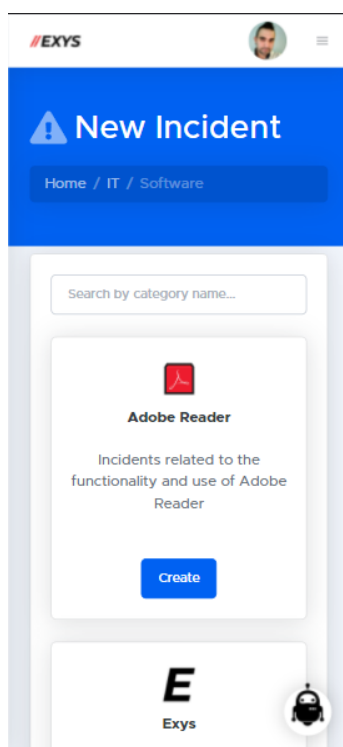 //EXYS
New Incident
Home / IT / Software
Search by category name...
Adobe Reader
Incidents related to the
functionality and use of Adobe
Reader
Create
E
Exys